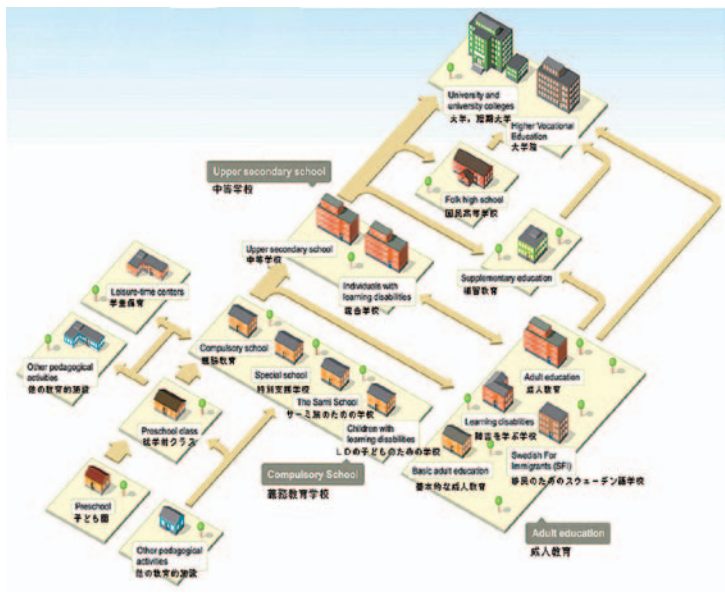 University and
university colleges
大学，短期大学
Higher Vocational
Education
大学院
Upper secondary school
中等学校
Folk high school
国民高等学校
Upper secondary school
中等学校
Individuals with
learning disabilities
総合学校
Supplementary education
補習教育
Leisure-time centers
学童保育
Other pedagogical
activities
他の教育的施設
Compulsory school
義務教育
Special school
特別支援学校
The Sami School
サーミ族のための学校
Children with
learning disabilities
LDの子どものための学校
Adult education
成人教育
Learning disabilities
障害を学ぶ学校
Swedish For
Immigrants (SFI)
移民のためのスウェーデン語学校
Basic adult education
基本的な成人教育
Preschool class
就学前クラス
Compulsory School
義務教育学校
Preschool
子ども園
Other pedagogical
activities
他の教育的施設
Adult education
成人教育